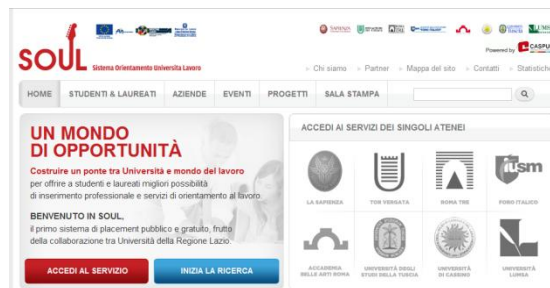 SOUL
Sistema Orientamento Università Lavoro
Powered by CASPUR
Chi siamo
Partner
Mappa del sito
Contatti
Statistiche
HOME
STUDENTI & LAUREATI
AZIENDE
EVENTI
PROGETTI
SALA STAMPA
UN MONDO
DI OPPORTUNITÀ
Costruire un ponte tra Università e mondo del lavoro
per offrire a studenti e laureati migliori possibilità
di inserimento professionale e servizi di orientamento al lavoro.
BENVENUTO IN SOUL,
il primo sistema di placement pubblico e gratuito, frutto
della collaborazione tra Università della Regione Lazio.
ACCEDI AL SERVIZIO
INIZIA LA RICERCA
ACCEDI AI SERVIZI DEI SINGOLI ATENEI
iusm
LA SAPIENZA
TOR VERGATA
ROMA TRE
FORO ITALICO
ACCADEMIA
BELLE ARTI ROMA
UNIVERSITÀ DEGLI
STUDI DELLA TUSCIA
UNIVERSITÀ
DI CASSINO
UNIVERSITÀ
LUMSA